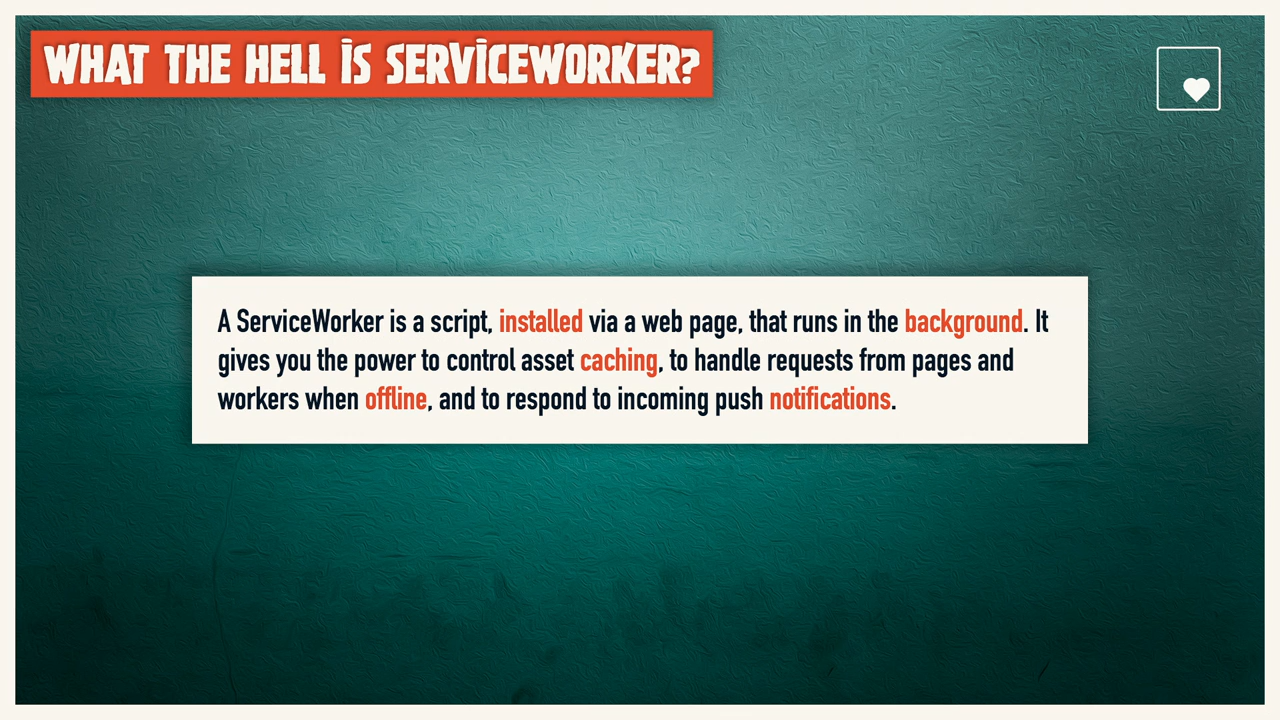 WHAT THE HELL IS SERVICEWORKER?
A ServiceWorker is a script, installed via a web page, that runs in the background. It
gives you the power to control asset caching, to handle requests from pages and
workers when offline, and to respond to incoming push notifications.